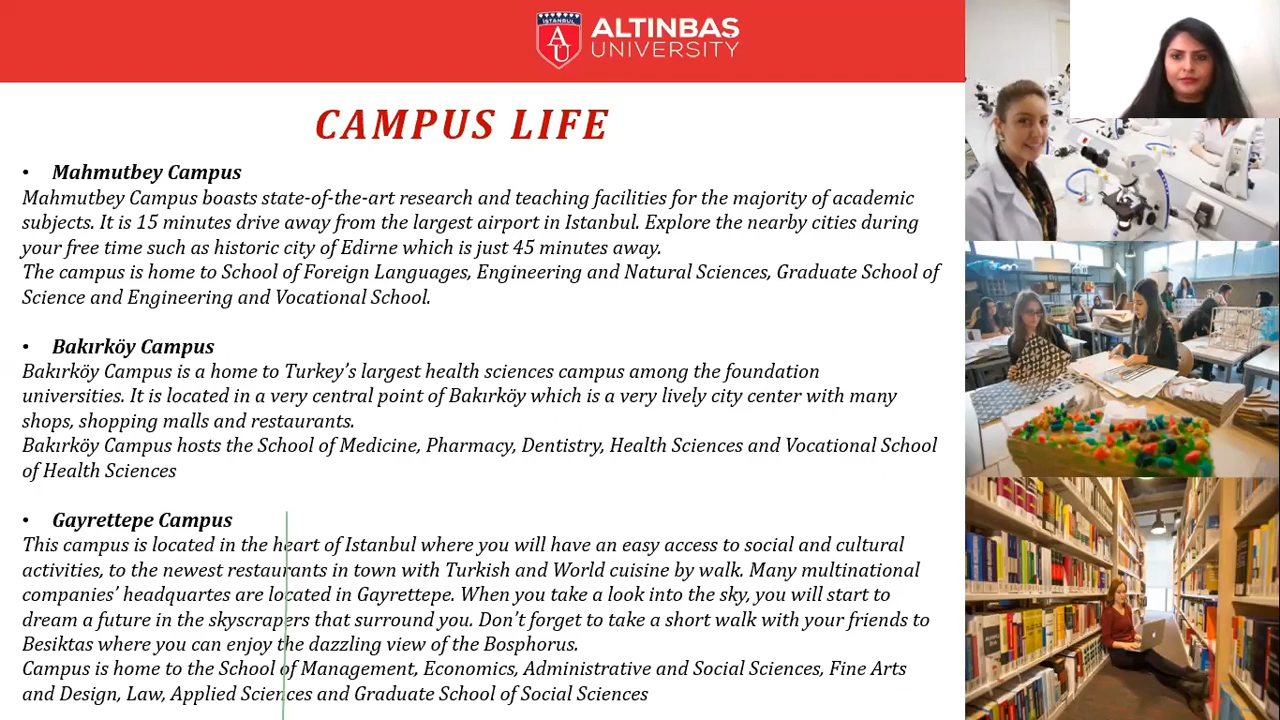 ISTANBUL
AU
ALTINBAŞ
UNIVERSITY
CAMPUS LIFE
• Mahmutbey Campus
Mahmutbey Campus boasts state-of-the-art research and teaching facilities for the majority of academic
subjects. It is 15 minutes drive away from the largest airport in Istanbul. Explore the nearby cities during
your free time such as historic city of Edirne which is just 45 minutes away.
The campus is home to School of Foreign Languages, Engineering and Natural Sciences, Graduate School of
Science and Engineering and Vocational School.
• Bakırköy Campus
Bakırköy Campus is a home to Turkey's largest health sciences campus among the foundation
universities. It is located in a very central point of Bakırköy which is a very lively city center with many
shops, shopping malls and restaurants.
Bakırköy Campus hosts the School of Medicine, Pharmacy, Dentistry, Health Sciences and Vocational School
of Health Sciences
• Gayrettepe Campus
This campus is located in the heart of Istanbul where you will have an easy access to social and cultural
activities, to the newest restaurants in town with Turkish and World cuisine by walk. Many multinational
companies' headquartes are located in Gayrettepe. When you take a look into the sky, you will start to
dream a future in the skyscrapers that surround you. Don't forget to take a short walk with your friends to
Besiktas where you can enjoy the dazzling view of the Bosphorus.
Campus is home to the School of Management, Economics, Administrative and Social Sciences, Fine Arts
and Design, Law, Applied Sciences and Graduate School of Social Sciences